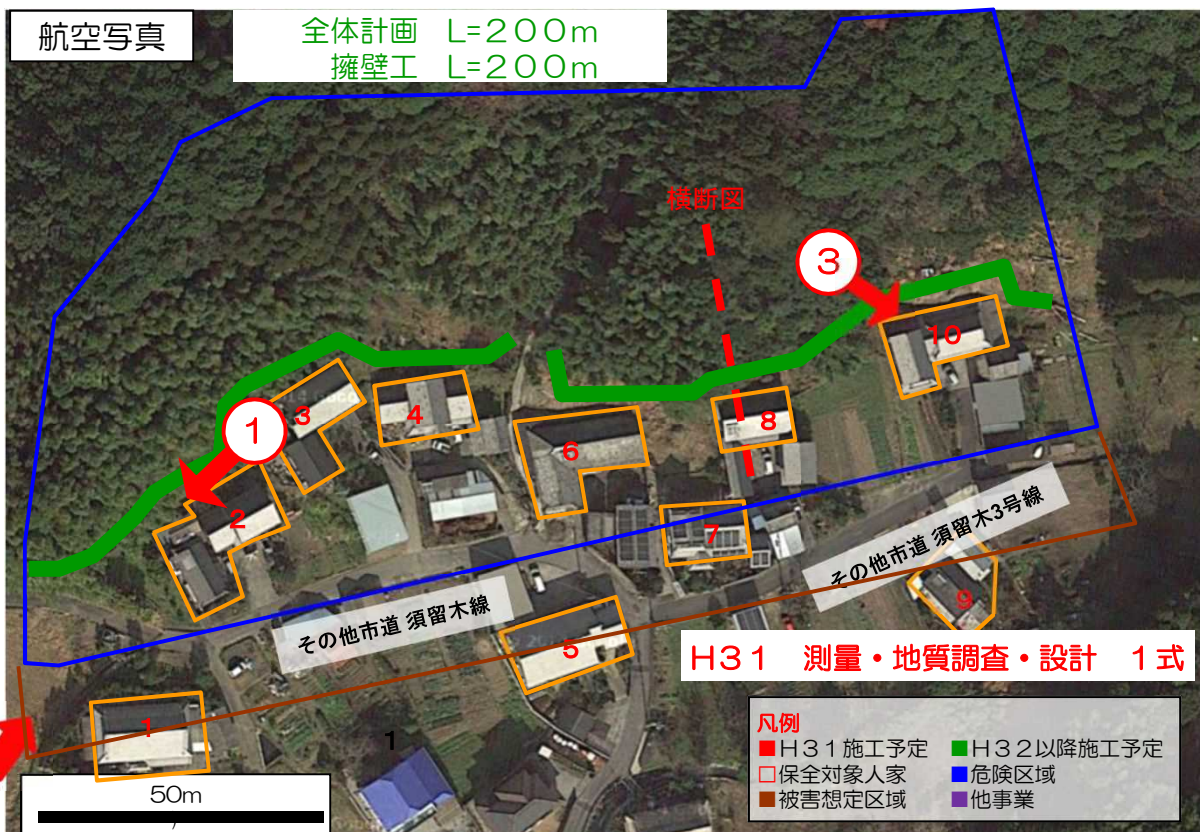 航空写真
全体計画　L=200m
擁壁工　L=200m
横断図
3
10
1
3
4
8
6
2
7
その他市道 須留木3号線
9
その他市道 須留木線
5
H31　測量・地質調査・設計　1式
1
1
凡例
■H31施工予定 ■H32以降施工予定
□保全対象人家 ■危険区域
■被害想定区域 ■他事業
50m